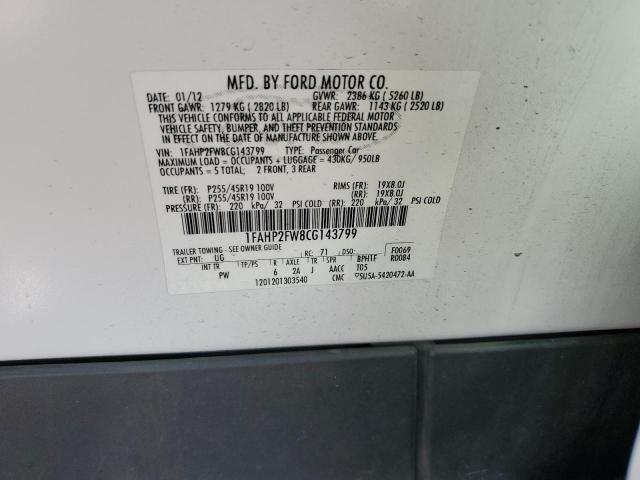 MFD. BY FORD MOTOR CO.
DATE: 01/12 GVWR: 2386 KG ( 5260 LB)
FRONT GAWR: 1279 KG ( 2820 LB) REAR GAWR: 1143 KG ( 2520 LB)
THIS VEHICLE CONFORMS TO ALL APPLICABLE FEDERAL MOTOR
VEHICLE SAFETY, BUMPER, AND THEFT PREVENTION STANDARDS
IN EFFECT ON THE DATE OF MANUFACTURE SHOWN ABOVE.
VIN: 1FAHP2FW8CG143799 TYPE: Passenger Car
MAXIMUM LOAD = OCCUPANTS + LUGGAGE = 430KG/ 950LB
OCCUPANTS = 5 TOTAL; 2 FRONT, 3 REAR
TIRE (FR): P255/45R19 100V RIMS (FR): 19X8.0J
(RR): P255/45R19 100V (RR): 19X8.0J
PRESSURE (FR): 220 kPa/ 32 PSI COLD (RR): 220 kPa/ 32 PSI COLD
1FAHP2FW8CG143799
TRAILER TOWING - SEE OWNER GUIDE F0069
EXT PNT: UG RC: 71 DSO: R0084
INT TR TP/PS R AXLE TR SPR BPHTF
PW 6 2A J AACC T05
1201201303540 CMC 5U5A-5420472-AA